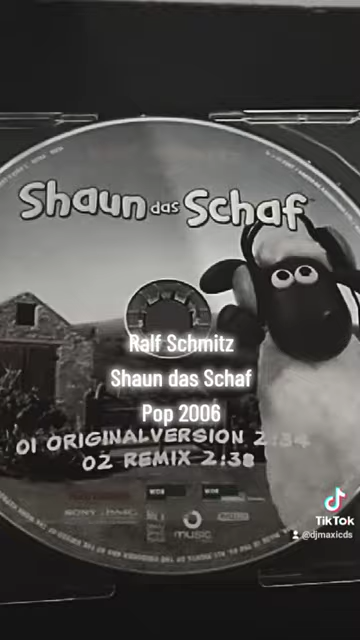 Shaun das Schaf
Ralf Schmitz
Shaun das Schaf
Pop 2006
01 ORIGINALVERSION 2:34
02 REMIX 2:38
SONY BMG
music
TikTok
@djmaxicds